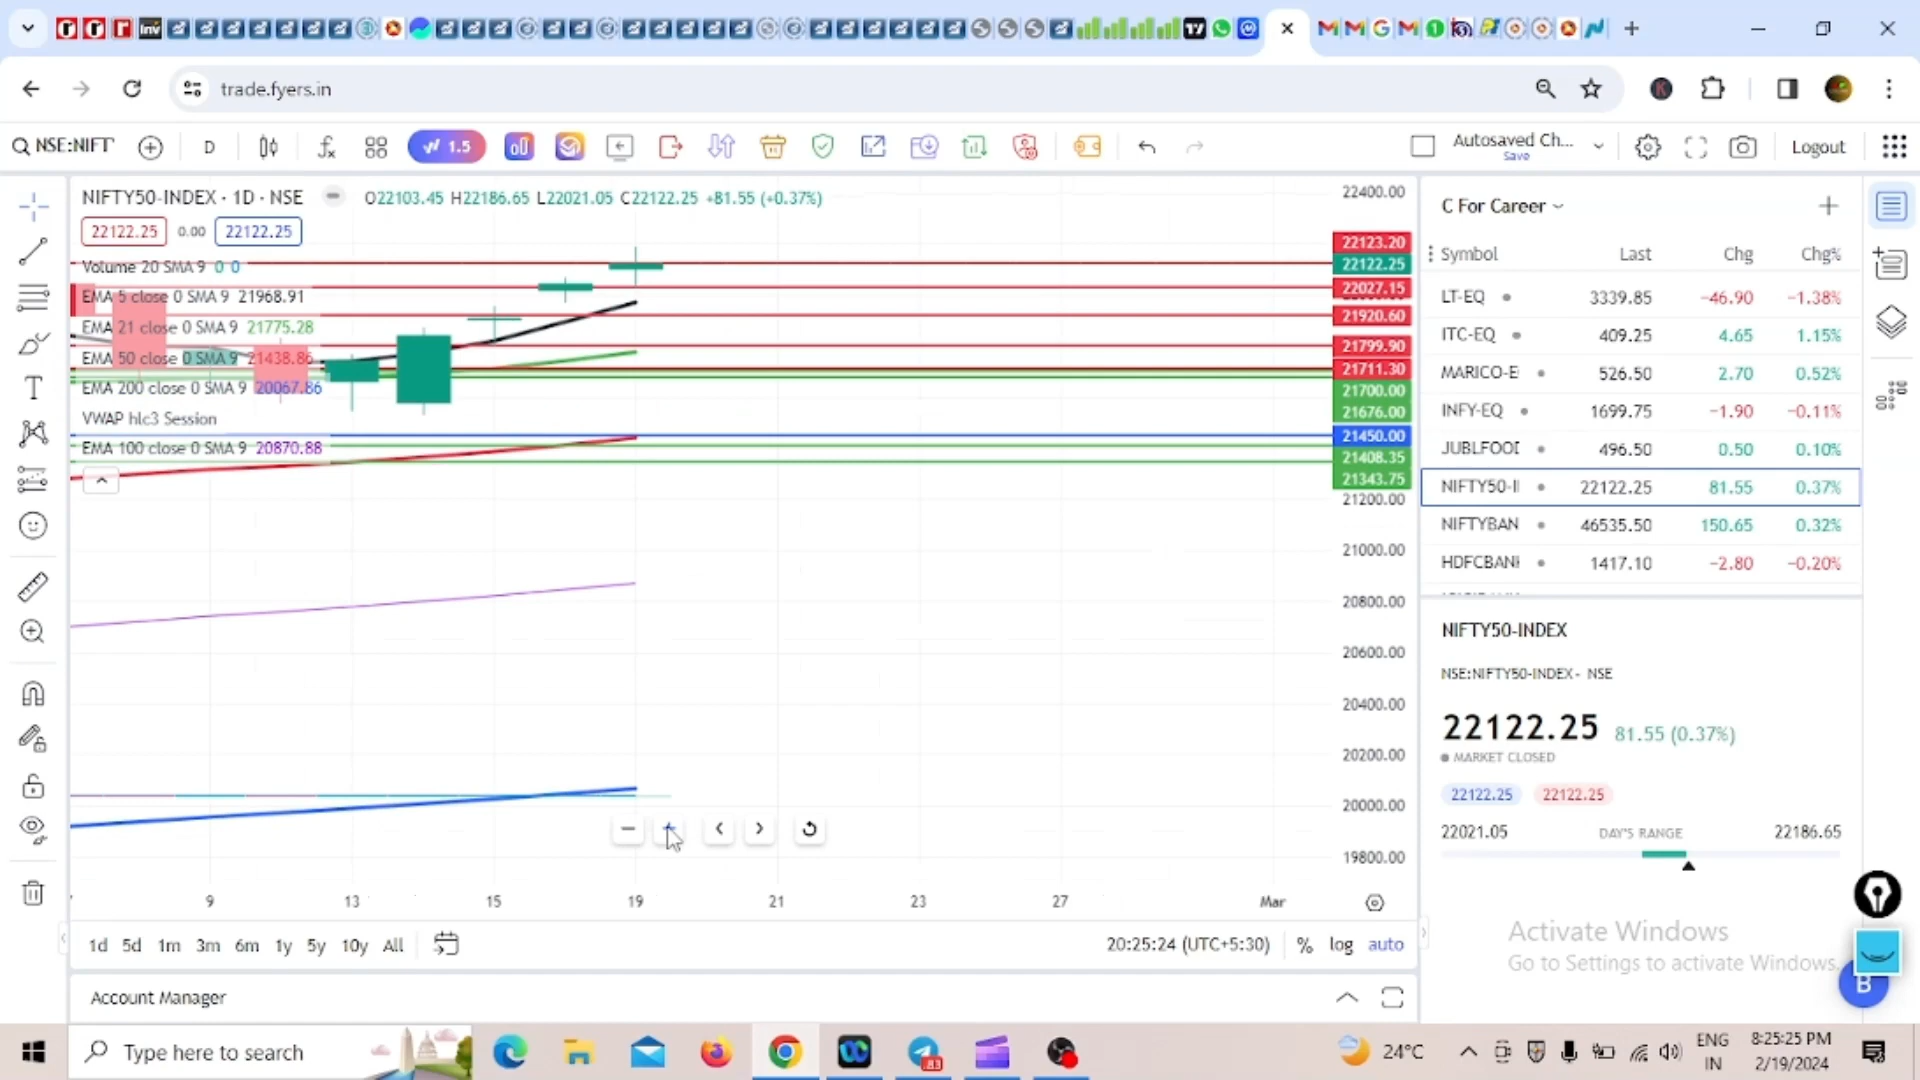 trade.fyers.in
NSE:NIFT
D
1.5
Autosaved Ch...
Save
Logout
NIFTY50-INDEX · 1D · NSE
O22103.45 H22186.65 L22021.05 C22122.25 +81.55 (+0.37%)
22122.25 0.00 22122.25
Volume 20 SMA 9 0 0
EMA 5 close 0 SMA 9 21968.91
EMA 21 close 0 SMA 9 21775.28
EMA 50 close 0 SMA 9 21438.86
EMA 200 close 0 SMA 9 20067.86
VWAP hlc3 Session
EMA 100 close 0 SMA 9 20870.88
22400.00
22123.20
22122.25
22027.15
21920.60
21799.90
21711.30
21700.00
21676.00
21450.00
21408.35
21343.75
21200.00
21000.00
20800.00
20600.00
20400.00
20200.00
20000.00
19800.00
9 13 15 19 21 23 27 Mar
1d 5d 1m 3m 6m 1y 5y 10y All
20:25:24 (UTC+5:30) % log auto
Account Manager
C For Career
Symbol Last Chg Chg%
LT-EQ 3339.85 −46.90 −1.38%
ITC-EQ 409.25 4.65 1.15%
MARICO-E 526.50 2.70 0.52%
INFY-EQ 1699.75 −1.90 −0.11%
JUBLFOOD 496.50 0.50 0.10%
NIFTY50-I 22122.25 81.55 0.37%
NIFTYBAN 46535.50 150.65 0.32%
HDFCBANK 1417.10 −2.80 −0.20%
NIFTY50-INDEX
NSE:NIFTY50-INDEX - NSE
22122.25 81.55 (0.37%)
MARKET CLOSED
22122.25 22122.25
22021.05 DAY'S RANGE 22186.65
Activate Windows
Go to Settings to activate Windows.
B
Type here to search
24°C
ENG
IN
8:25:25 PM
2/19/2024